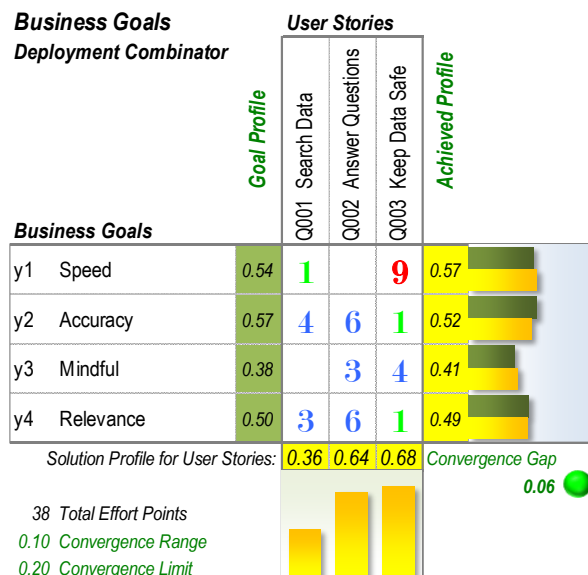 Business Goals
User Stories
Deployment Combinator
Goal Profile
Q001 Search Data
Q002 Answer Questions
Q003 Keep Data Safe
Achieved Profile
Business Goals
y1 Speed 0.54 1 9 0.57
y2 Accuracy 0.57 4 6 1 0.52
y3 Mindful 0.38 3 4 0.41
y4 Relevance 0.50 3 6 1 0.49
Solution Profile for User Stories: 0.36 0.64 0.68 Convergence Gap
0.06
38 Total Effort Points
0.10 Convergence Range
0.20 Convergence Limit